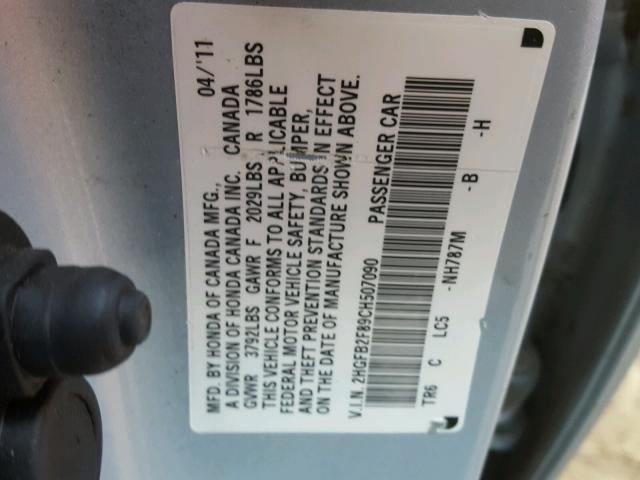 MFD. BY HONDA OF CANADA MFG., 04/'11
A DIVISION OF HONDA CANADA INC. CANADA
GVWR 3792LBS GAWR F 2029LBS R 1786LBS
THIS VEHICLE CONFORMS TO ALL APPLICABLE
FEDERAL MOTOR VEHICLE SAFETY, BUMPER,
AND THEFT PREVENTION STANDARDS IN EFFECT
ON THE DATE OF MANUFACTURE SHOWN ABOVE.
V.I.N. 2HGFB2F89CH507090 PASSENGER CAR
TR6 C LC5 -NH787M -B -H